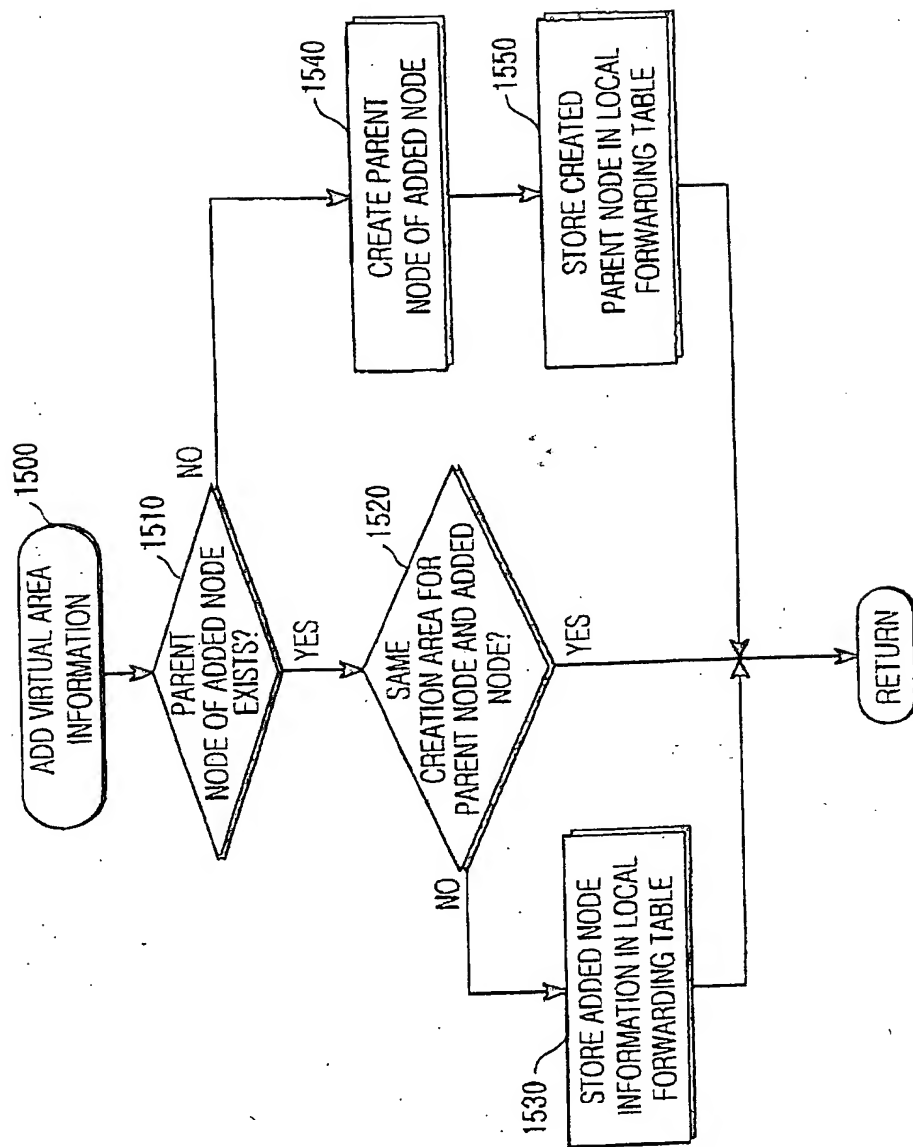 1500
ADD VIRTUAL AREA
INFORMATION
1510
PARENT
NODE OF ADDED NODE
EXISTS?
NO
YES
1520
SAME
CREATION AREA FOR
PARENT NODE AND ADDED
NODE?
NO
YES
1530
STORE ADDED NODE
INFORMATION IN LOCAL
FORWARDING TABLE
1540
CREATE PARENT
NODE OF ADDED NODE
1550
STORE CREATED
PARENT NODE IN LOCAL
FORWARDING TABLE
RETURN